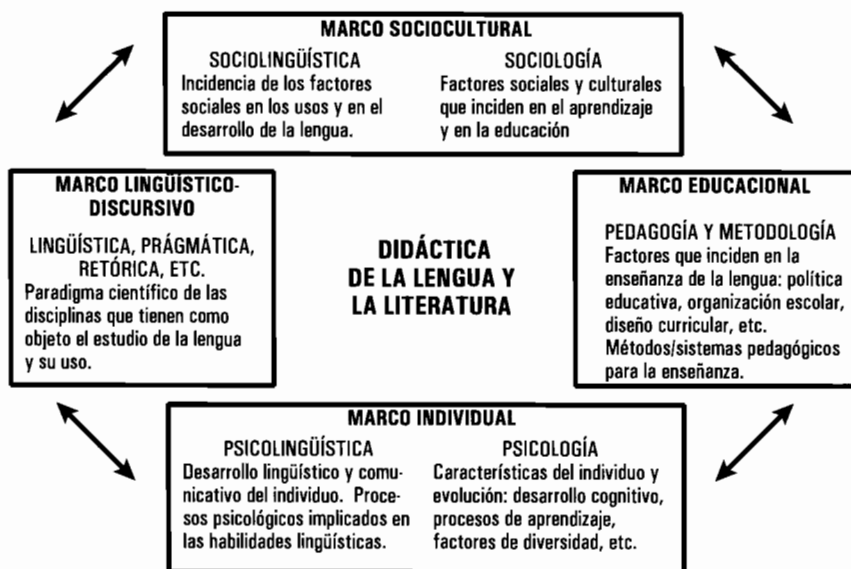 MARCO SOCIOCULTURAL
SOCIOLINGÜÍSTICA
Incidencia de los factores
sociales en los usos y en el
desarrollo de la lengua.
SOCIOLOGÍA
Factores sociales y culturales
que inciden en el aprendizaje
y en la educación
MARCO LINGÜÍSTICO-
DISCURSIVO
LINGÜÍSTICA, PRÁGMÁTICA,
RETÓRICA, ETC.
Paradigma científico de las
disciplinas que tienen como
objeto el estudio de la lengua
y su uso.
DIDÁCTICA
DE LA LENGUA Y
LA LITERATURA
MARCO EDUCACIONAL
PEDAGOGÍA Y METODOLOGÍA
Factores que inciden en la
enseñanza de la lengua: política
educativa, organización escolar,
diseño curricular, etc.
Métodos/sistemas pedagógicos
para la enseñanza.
MARCO INDIVIDUAL
PSICOLINGÜÍSTICA
Desarrollo lingüístico y comu-
nicativo del individuo. Proce-
sos psicológicos implicados en
las habilidades lingüísticas.
PSICOLOGÍA
Características del individuo y
evolución: desarrollo cognitivo,
procesos de aprendizaje,
factores de diversidad, etc.